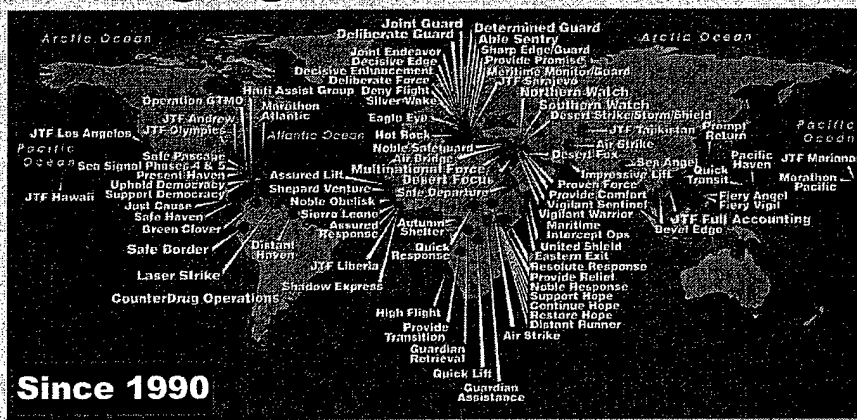 Arctic Ocean
Joint Guard
Deliberate Guard
Determined Guard
Able Sentry
Arctic Ocean
Joint Endeavor
Decisive Edge
Decisive Enhancement
Deliberate Force
Sharp Edge/Guard
Provide Promise
Maritime Monitor/Guard
JTF Sarajevo
Haiti Assist Group
Deny Flight
Silver Wake
Northern Watch
Operation GTMO
Marathon
Atlantic
Southern Watch
Desert Strike/Storm/Shield
JTF Andrew
JTF Olympics
Eagle Eye
JTF Tajikistan
Prompt
Return
Pacific
Ocean
JTF Los Angeles
Atlantic Ocean
Hot Rock
Air Strike
Pacific
Ocean
Noble Safeguard
Desert Fox
Safe Passage
Air Bridge
Sea Angel
Pacific
Haven
JTF Mariana
Sea Signal Phases 4 & 5
Multinational Force
Impressive Lift
Quick
Transit
Present Haven
Assured Lift
Desert Focus
Proven Force
Marathon
Pacific
JTF Hawaii
Uphold Democracy
Shepard Venture
Safe Departure
Provide Comfort
Support Democracy
Noble Obelisk
Vigilant Sentinel
Fiery Angel
Fiery Vigil
Just Cause
Sierra Leone
Vigilant Warrior
JTF Full Accounting
Safe Haven
Assured
Response
Autumn
Shelter
Maritime
Intercept Ops
Bevel Edge
Green Clover
United Shield
Safe Border
Distant
Haven
Quick
Response
Eastern Exit
Resolute Response
Laser Strike
JTF Liberia
Provide Relief
Noble Response
CounterDrug Operations
Shadow Express
Support Hope
Continue Hope
Restore Hope
Distant Runner
High Flight
Air Strike
Provide
Transition
Guardian
Retrieval
Quick Lift
Guardian
Assistance
Since 1990